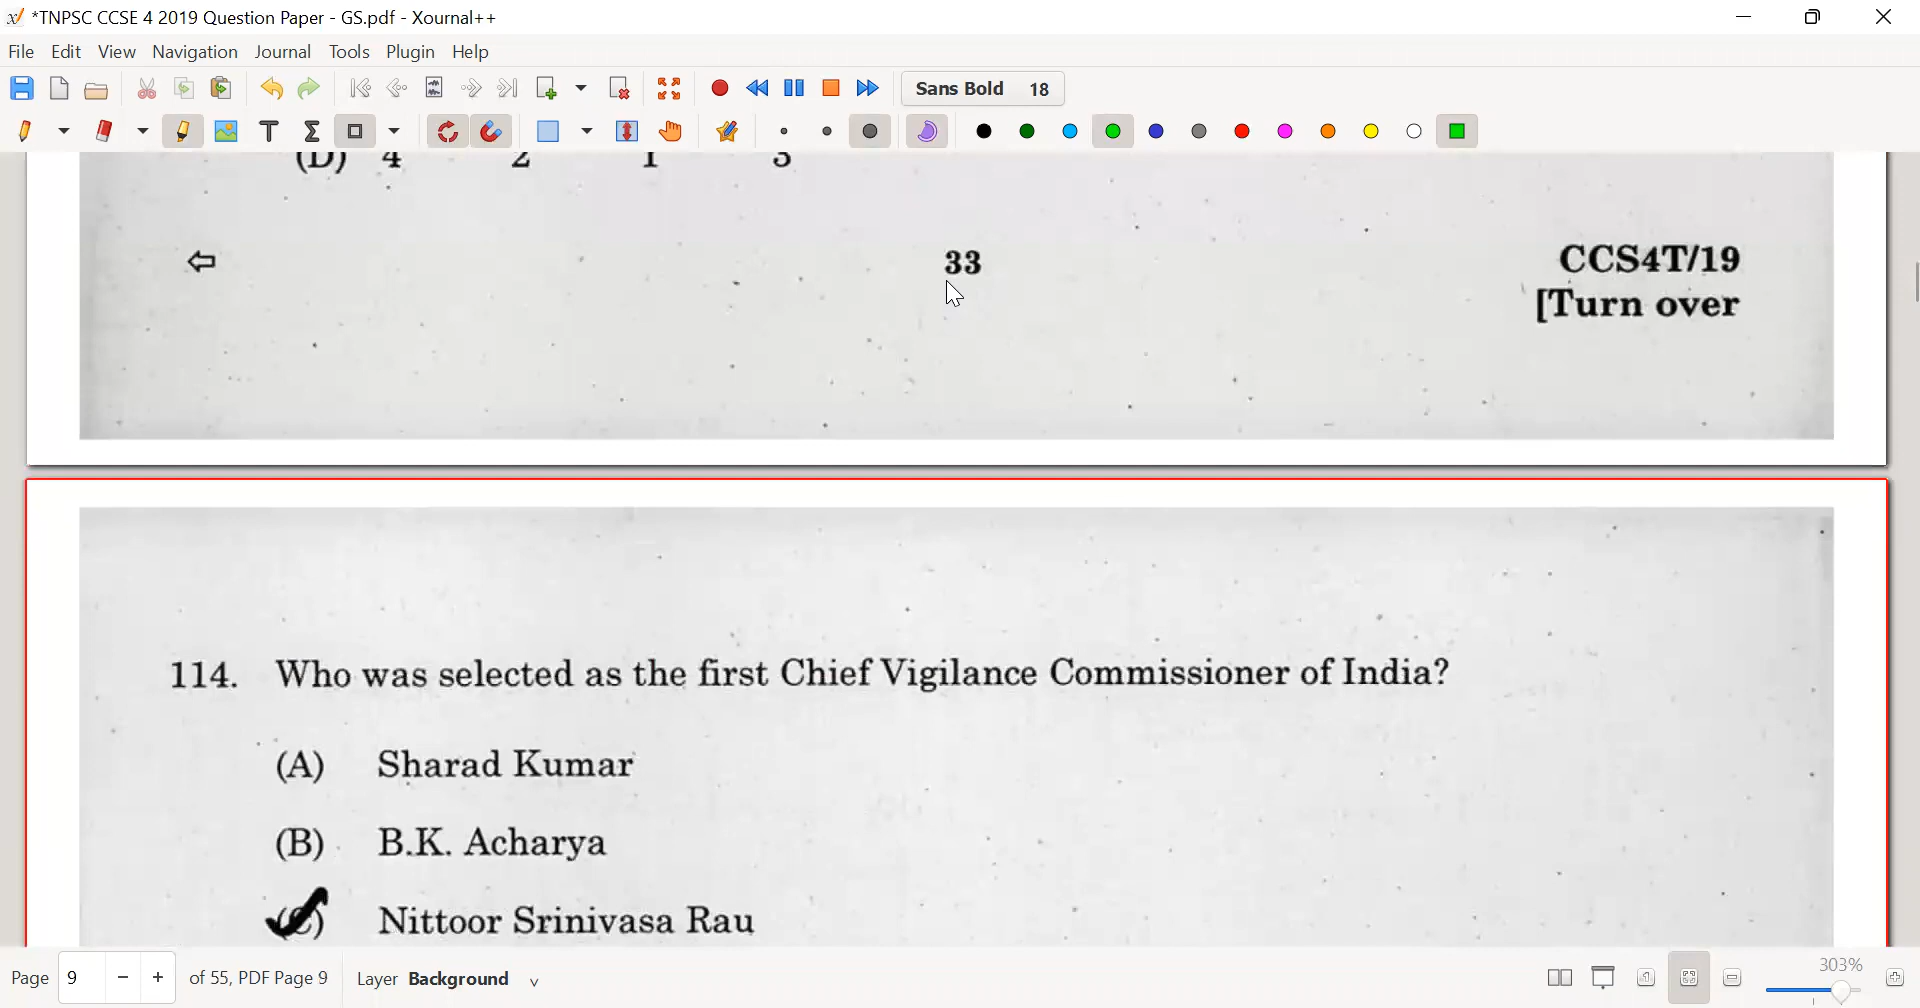 *TNPSC CCSE 4 2019 Question Paper - GS.pdf - Xournal++
File Edit View Navigation Journal Tools Plugin Help
Sans Bold 18
(D) 4 2 1 3
33 CCS4T/19
[Turn over
114. Who was selected as the first Chief Vigilance Commissioner of India?
(A) Sharad Kumar
(B) B.K. Acharya
(C) Nittoor Srinivasa Rau
Page 9 − + of 55, PDF Page 9 Layer Background 303%